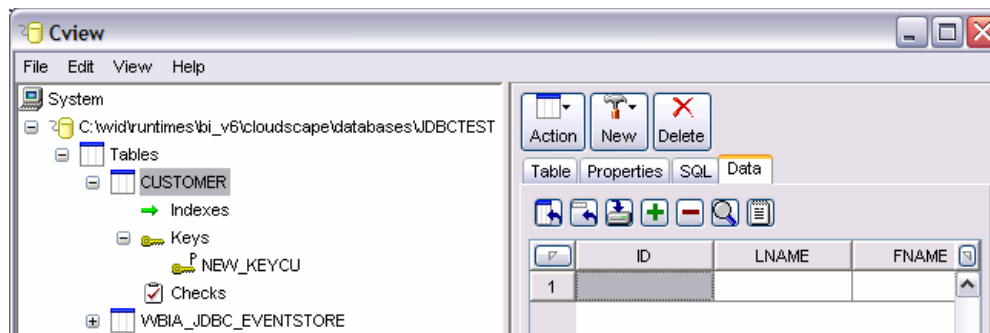 Cview
File Edit View Help
System
C:\wid\runtimes\bi_v6\cloudscape\databases\JDBCTEST
Tables
CUSTOMER
Indexes
Keys
NEW_KEYCU
Checks
WBIA_JDBC_EVENTSTORE
Action New Delete
Table Properties SQL Data
ID LNAME FNAME
1